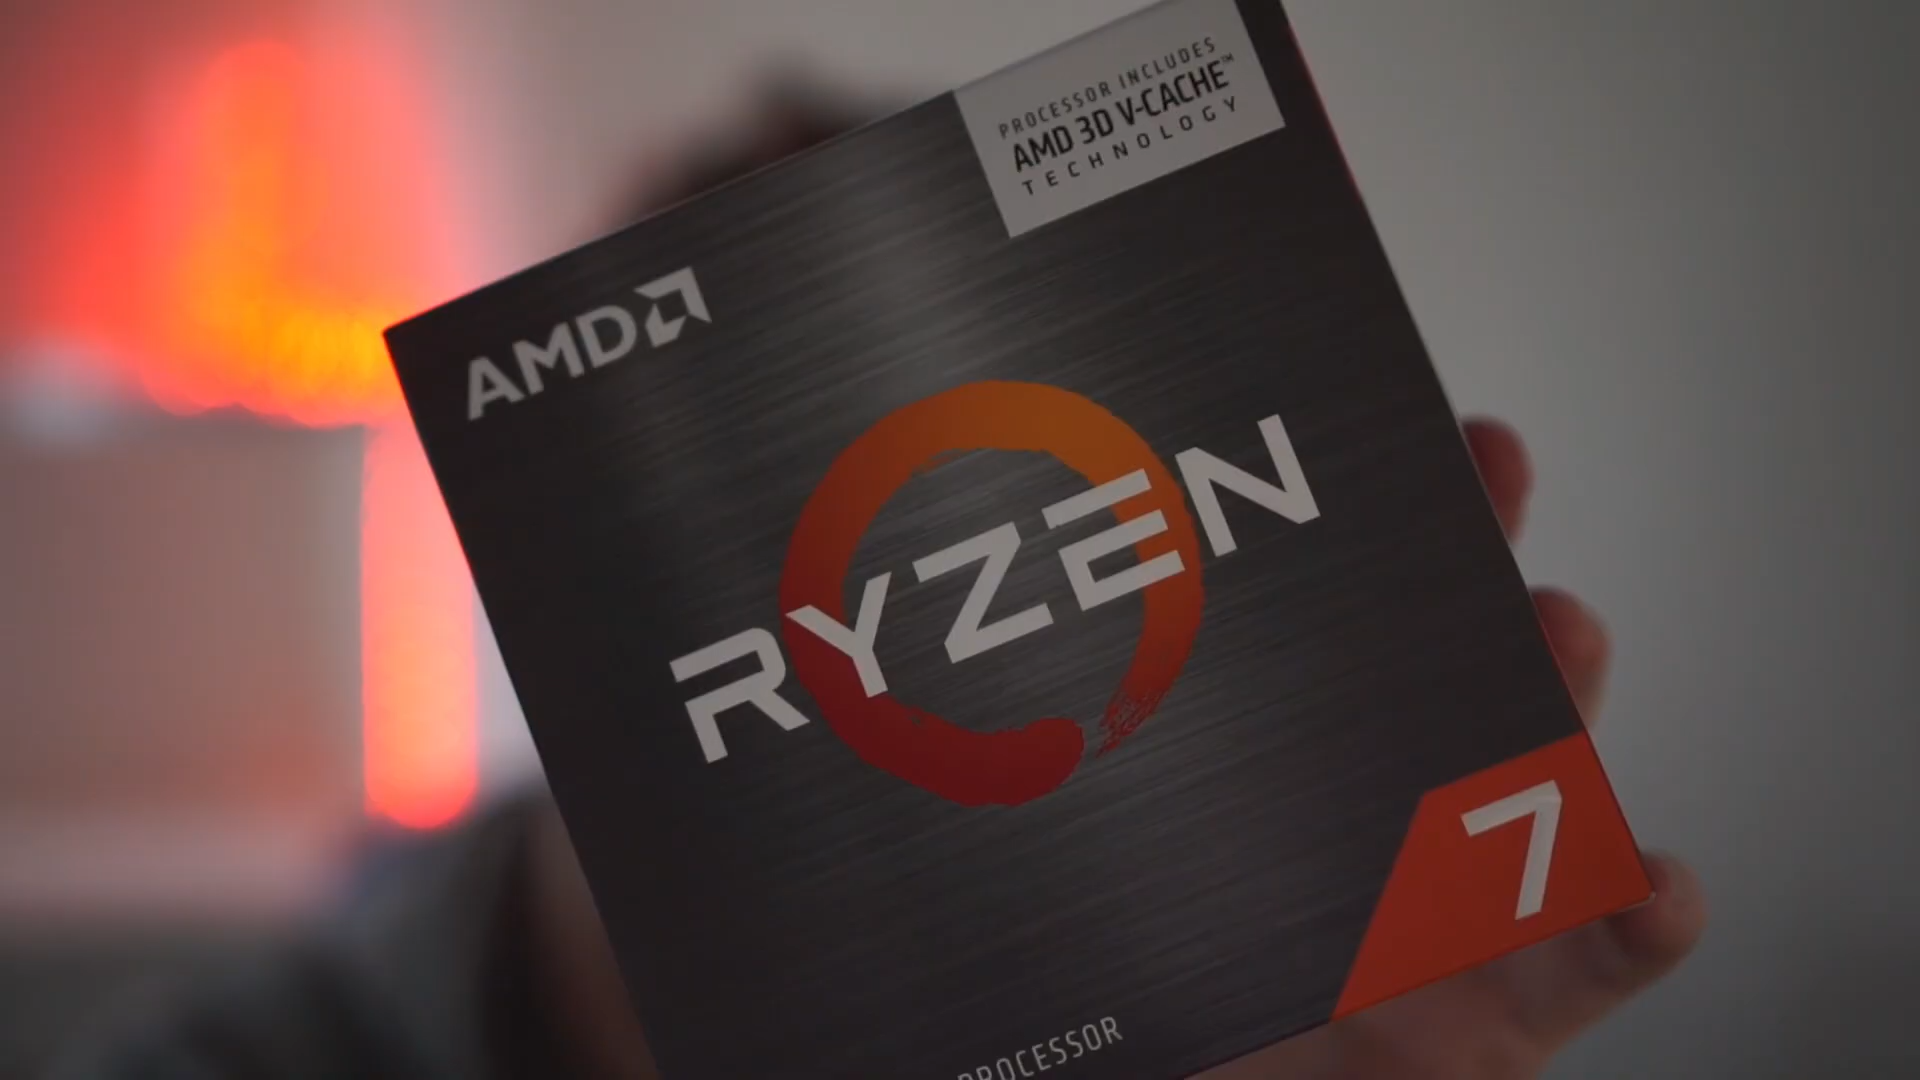 PROCESSOR INCLUDES
AMD 3D V-CACHE™
TECHNOLOGY
AMD
RYZEN
7
PROCESSOR